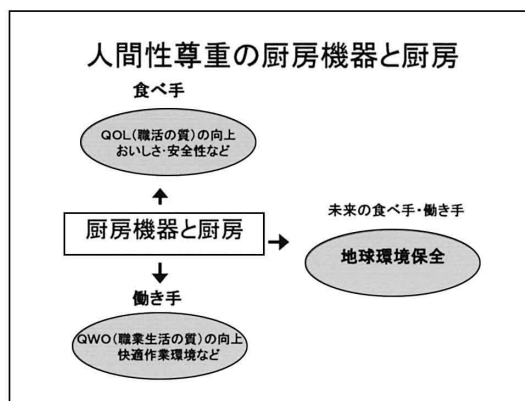 人間性尊重の厨房機器と厨房
食べ手
QOL(職活の質)の向上
おいしさ・安全性など
厨房機器と厨房
未来の食べ手・働き手
地球環境保全
働き手
QWO(職業生活の質)の向上
快適作業環境など